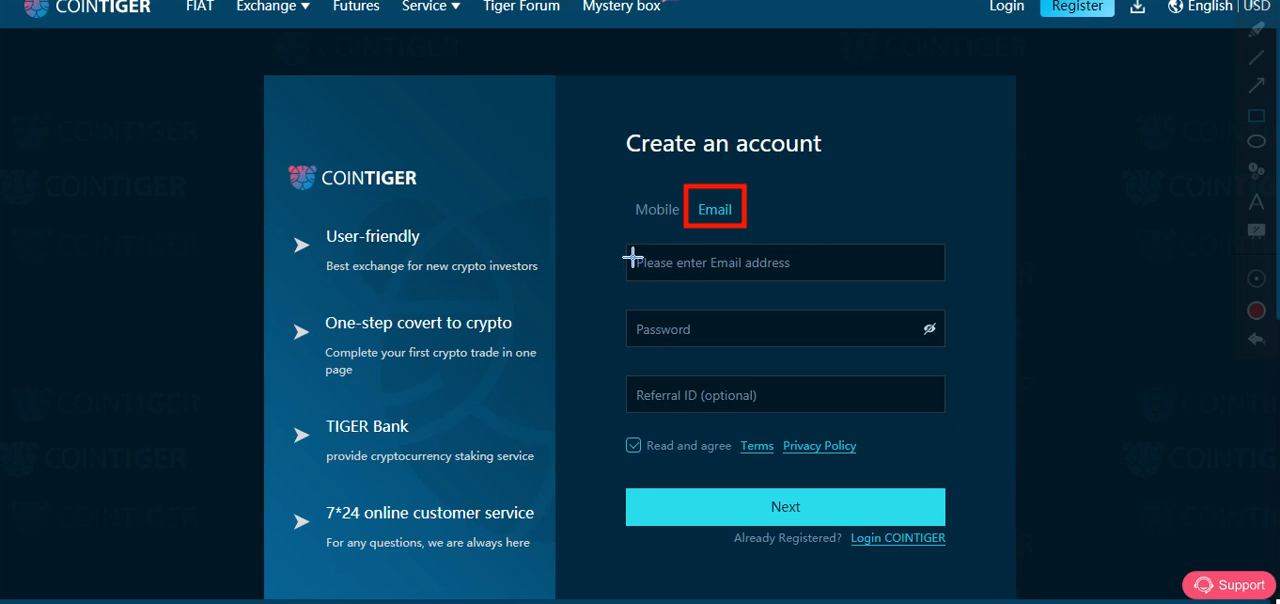 COINTIGER FIAT Exchange Futures Service Tiger Forum Mystery box Login Register English | USD
Create an account
COINTIGER
Mobile Email
User-friendly
Best exchange for new crypto investors
Please enter Email address
One-step covert to crypto
Complete your first crypto trade in one
page
Password
Referral ID (optional)
TIGER Bank
provide cryptocurrency staking service
Read and agree Terms Privacy Policy
7*24 online customer service
For any questions, we are always here
Next
Already Registered? Login COINTIGER
Support